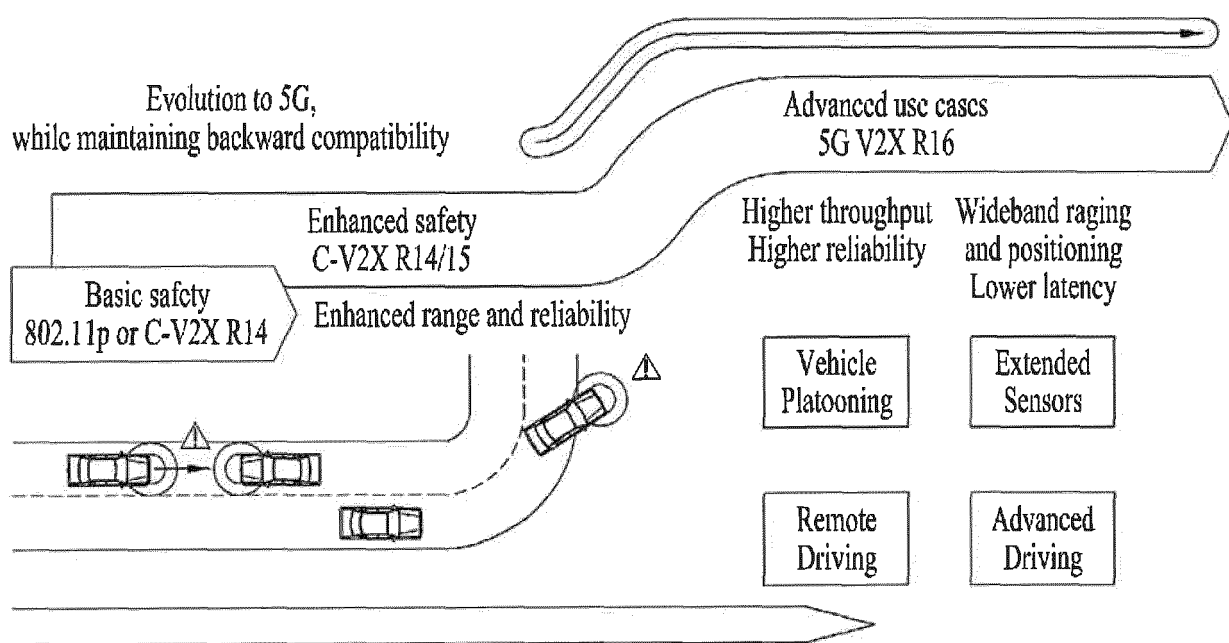 Evolution to 5G,
while maintaining backward compatibility
Advanced use cases
5G V2X R16
Enhanced safety
C-V2X R14/15
Basic safety
802.11p or C-V2X R14
Enhanced range and reliability
Higher throughput
Higher reliability
Wideband raging
and positioning
Lower latency
Vehicle
Platooning
Extended
Sensors
Remote
Driving
Advanced
Driving